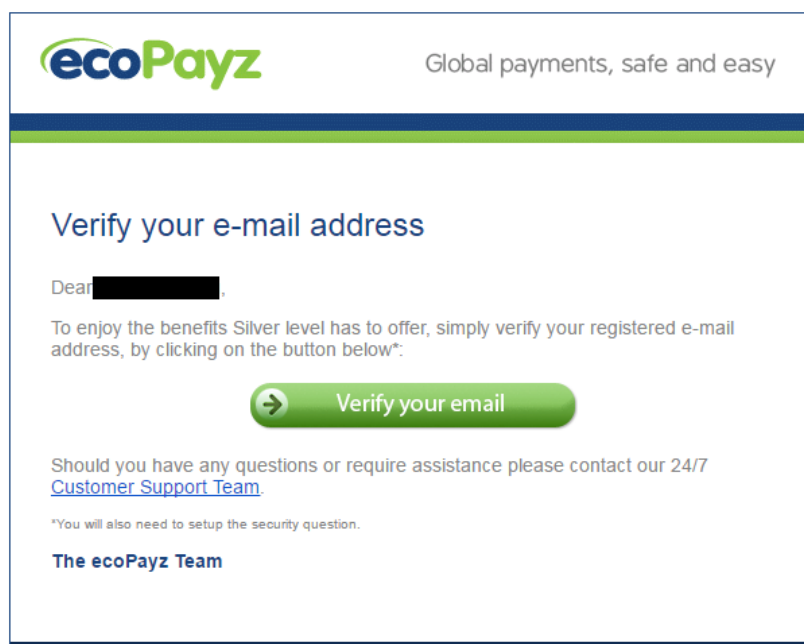 ecoPayz
Global payments, safe and easy
Verify your e-mail address
Dear ,
To enjoy the benefits Silver level has to offer, simply verify your registered e-mail
address, by clicking on the button below*:
Verify your email
Should you have any questions or require assistance please contact our 24/7
Customer Support Team.
*You will also need to setup the security question.
The ecoPayz Team